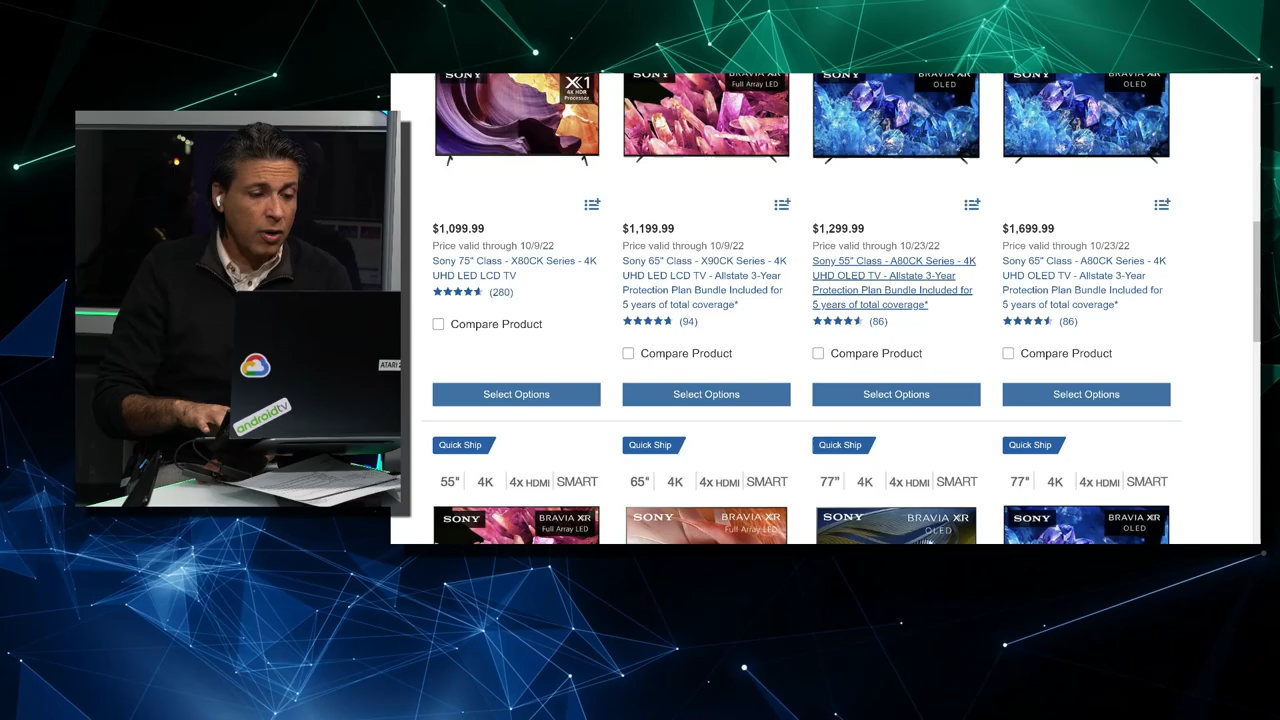 SONY
X1
4K HDR
Processor
SONY
BRAVIA XR
Full Array LED
SONY
BRAVIA XR
OLED
SONY
BRAVIA XR
OLED
$1,099.99
Price valid through 10/9/22
Sony 75" Class - X80CK Series - 4K
UHD LED LCD TV
(280)
Compare Product
Select Options
$1,199.99
Price valid through 10/9/22
Sony 65" Class - X90CK Series - 4K
UHD LED LCD TV - Allstate 3-Year
Protection Plan Bundle Included for
5 years of total coverage*
(94)
Compare Product
Select Options
$1,299.99
Price valid through 10/23/22
Sony 55" Class - A80CK Series - 4K
UHD OLED TV - Allstate 3-Year
Protection Plan Bundle Included for
5 years of total coverage*
(86)
Compare Product
Select Options
$1,699.99
Price valid through 10/23/22
Sony 65" Class - A80CK Series - 4K
UHD OLED TV - Allstate 3-Year
Protection Plan Bundle Included for
5 years of total coverage*
(86)
Compare Product
Select Options
Quick Ship
55" 4K 4x HDMI SMART
SONY
BRAVIA XR
Full Array LED
Quick Ship
65" 4K 4x HDMI SMART
SONY
BRAVIA XR
Full Array LED
Quick Ship
77" 4K 4x HDMI SMART
SONY
BRAVIA XR
OLED
Quick Ship
77" 4K 4x HDMI SMART
SONY
BRAVIA XR
OLED
ATARI
androidtv